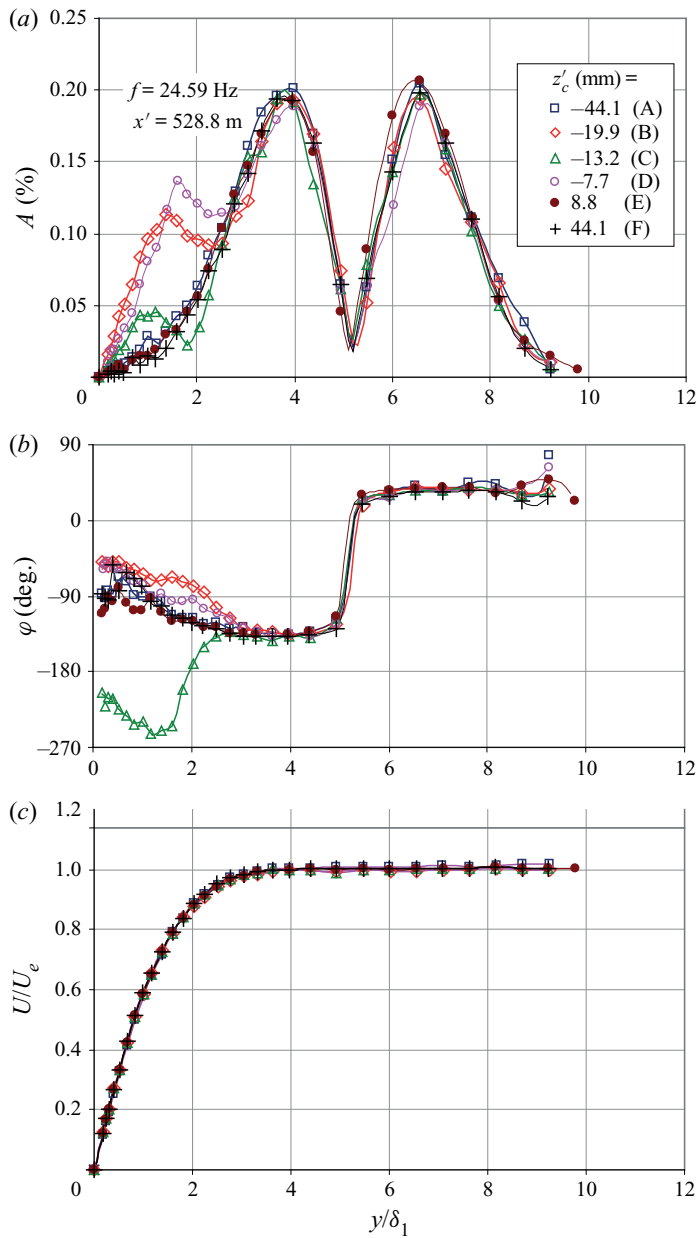 (a)
0.25
0.20
0.15
0.10
0.05
0
A (%)
f = 24.59 Hz
x′ = 528.8 m
z′c (mm) =
−44.1 (A)
−19.9 (B)
−13.2 (C)
−7.7 (D)
8.8 (E)
44.1 (F)
0 2 4 6 8 10 12
(b)
90
0
−90
−180
−270
φ (deg.)
0 2 4 6 8 10 12
(c)
1.2
1.0
0.8
0.6
0.4
0.2
0
U/Ue
0 2 4 6 8 10 12
y/δ1